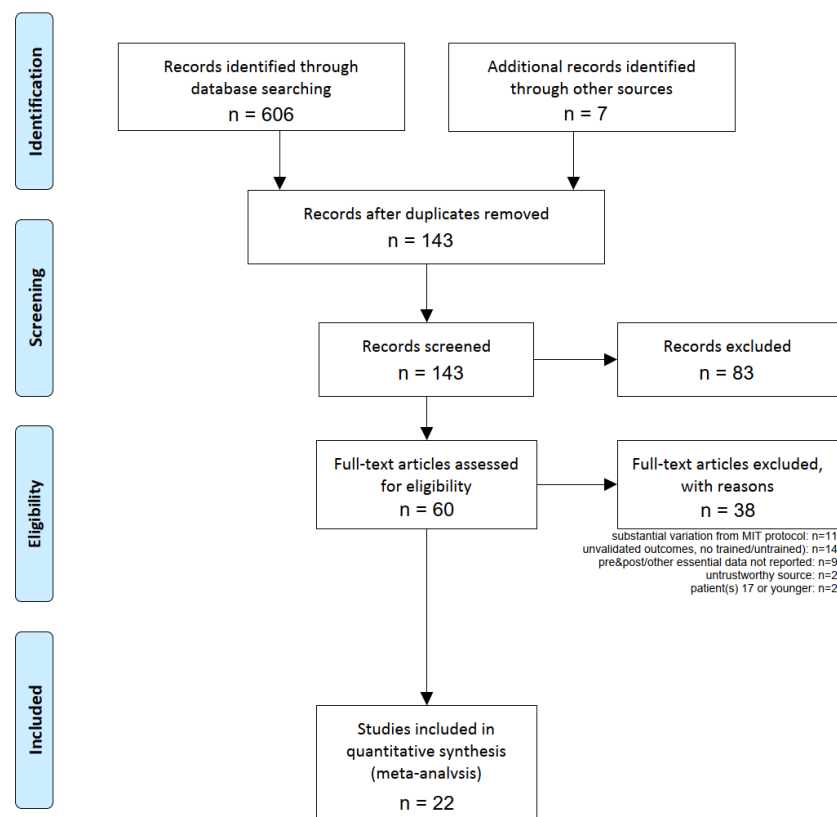 Identification
Records identified through
database searching
n = 606
Additional records identified
through other sources
n = 7
Records after duplicates removed
n = 143
Screening
Records screened
n = 143
Records excluded
n = 83
Eligibility
Full-text articles assessed
for eligibility
n = 60
Full-text articles excluded,
with reasons
n = 38
substantial variation from MIT protocol: n=11
unvalidated outcomes, no trained/untrained): n=14
pre&post/other essential data not reported: n=9
untrustworthy source: n=2
patient(s) 17 or younger: n=2
Included
Studies included in
quantitative synthesis
(meta-analysis)
n = 22